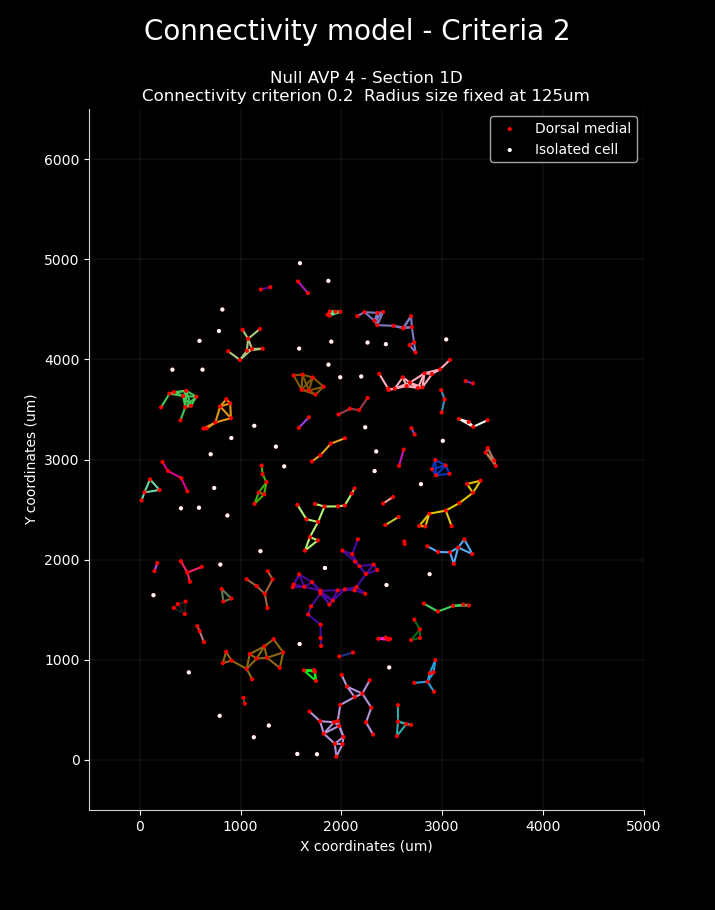 Connectivity model - Criteria 2
Null AVP 4 - Section 1D
Connectivity criterion 0.2  Radius size fixed at 125um
Dorsal medial
Isolated cell
6000
5000
4000
3000
2000
1000
0
Y coordinates (um)
0
1000
2000
3000
4000
5000
X coordinates (um)